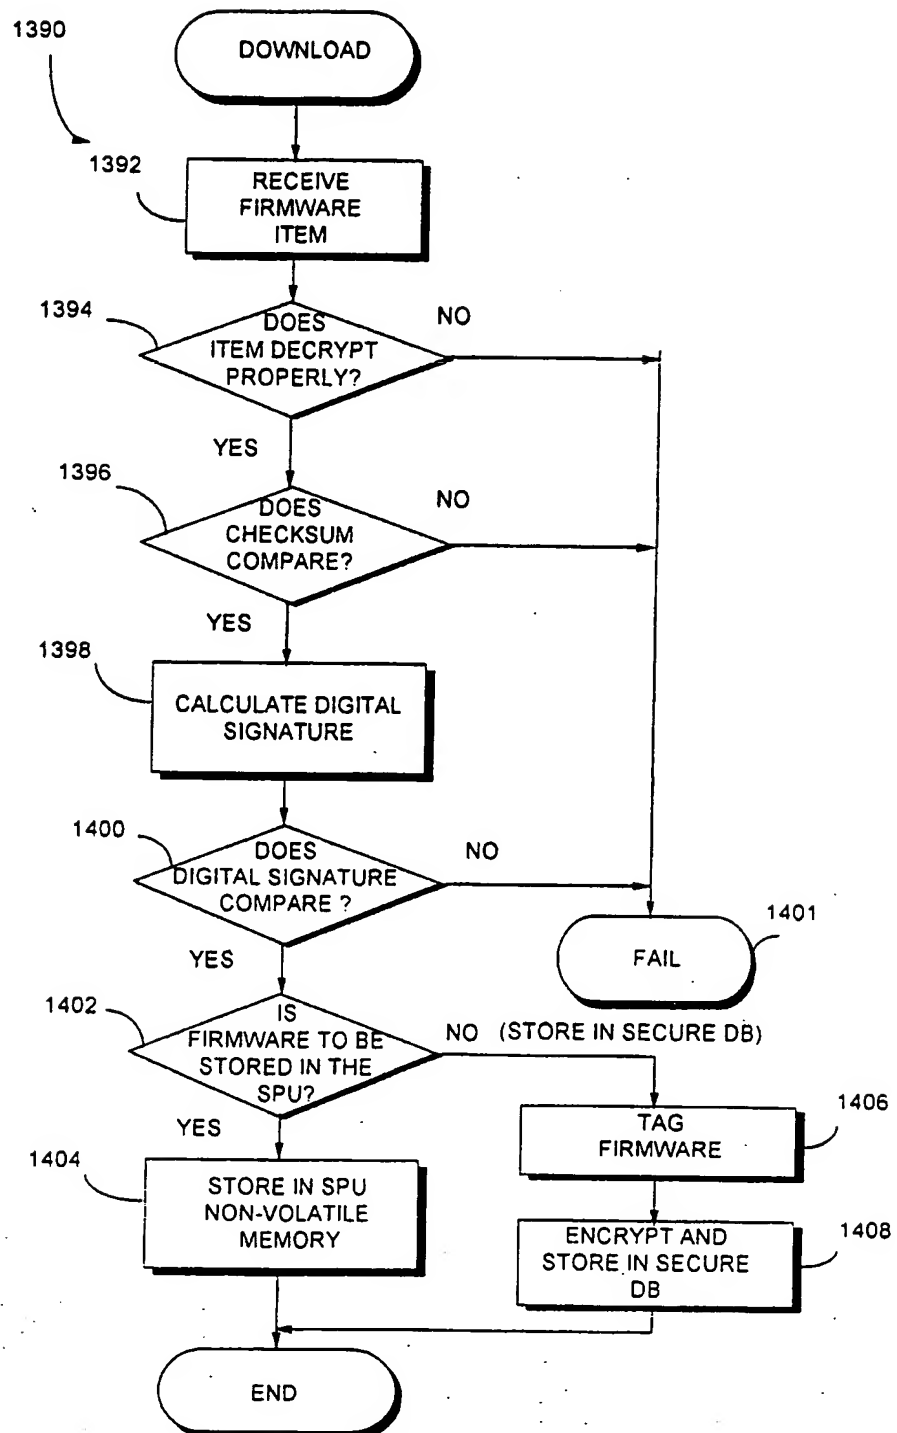 1390
DOWNLOAD
1392
RECEIVE
FIRMWARE
ITEM
1394
DOES
ITEM DECRYPT
PROPERLY?
NO
YES
1396
DOES
CHECKSUM
COMPARE?
NO
YES
1398
CALCULATE DIGITAL
SIGNATURE
1400
DOES
DIGITAL SIGNATURE
COMPARE ?
NO
YES
1401
FAIL
1402
IS
FIRMWARE TO BE
STORED IN THE
SPU?
NO (STORE IN SECURE DB)
YES
1406
TAG
FIRMWARE
1404
STORE IN SPU
NON-VOLATILE
MEMORY
1408
ENCRYPT AND
STORE IN SECURE
DB
END